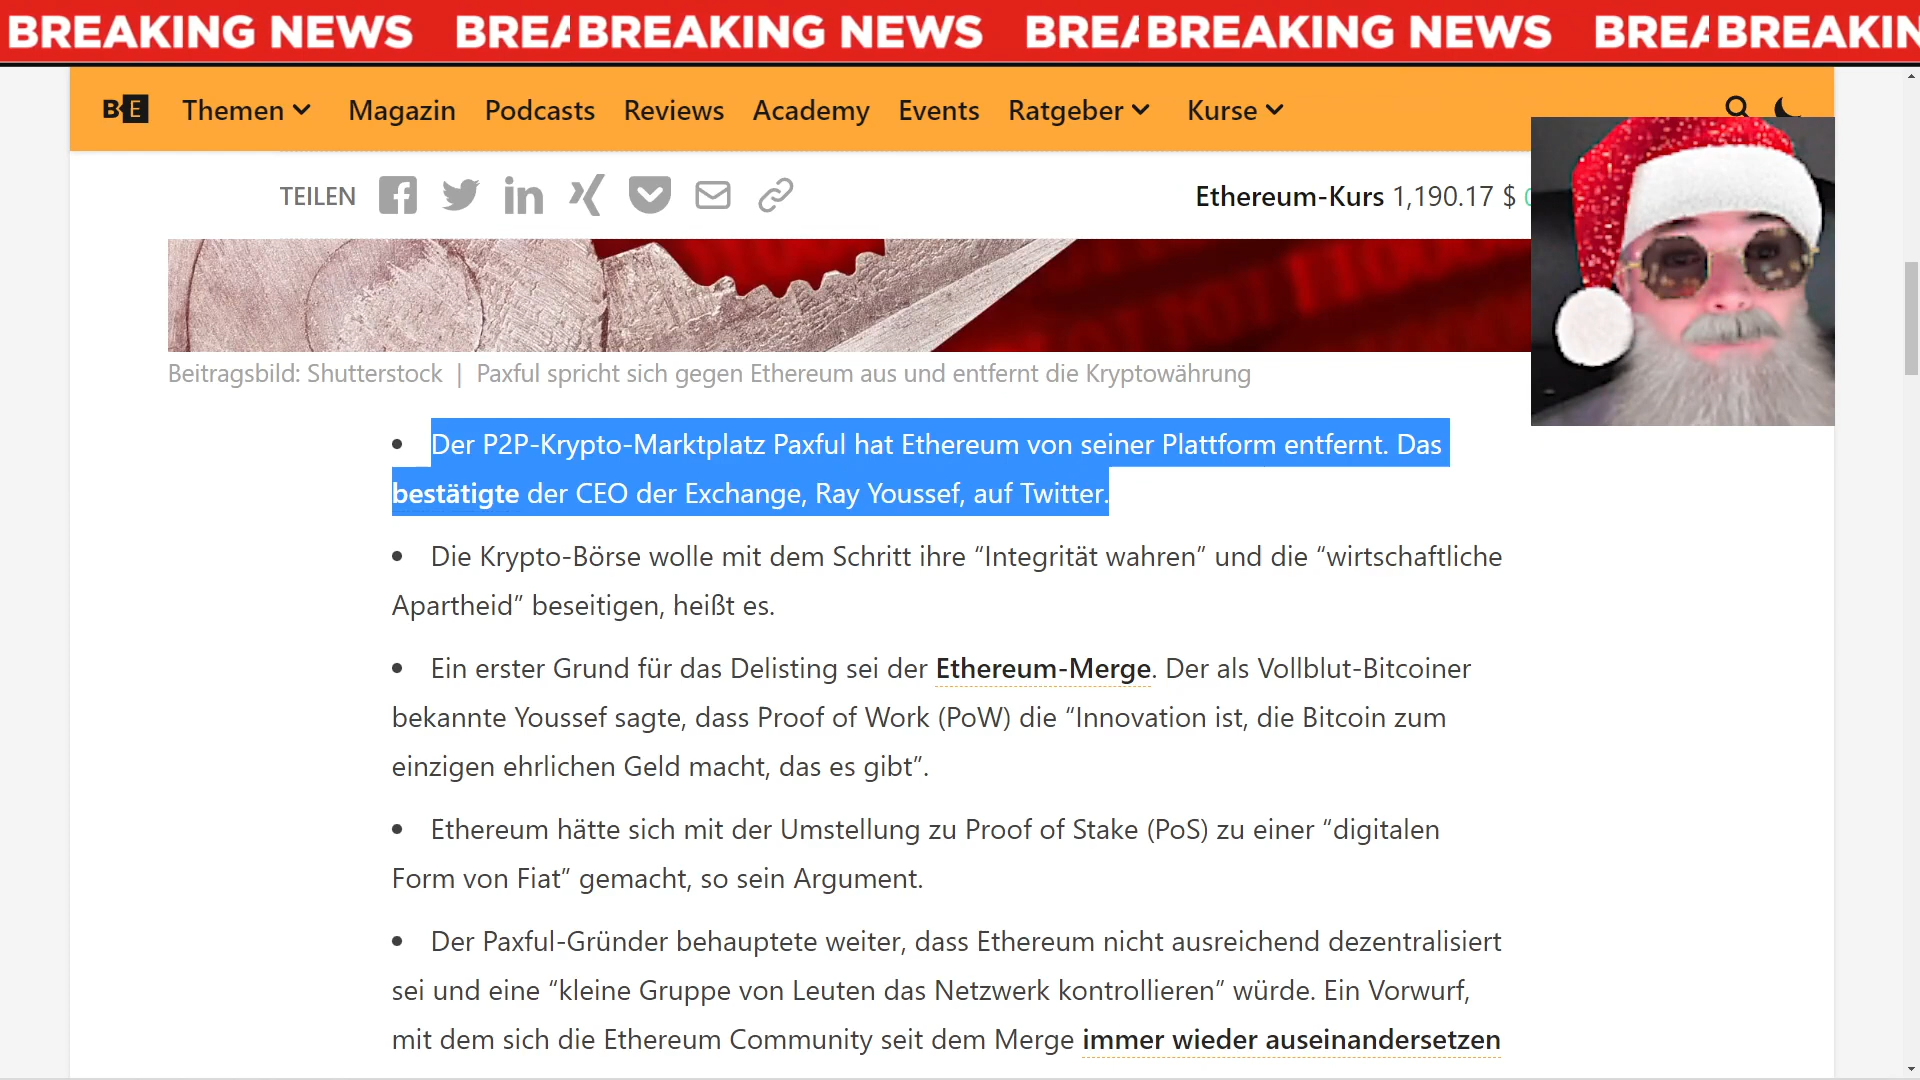 BREAKING NEWS BREA BREAKING NEWS BREA BREAKING NEWS BREA BREAKIN
B E Themen Magazin Podcasts Reviews Academy Events Ratgeber Kurse
TEILEN Ethereum-Kurs 1,190.17 $
Beitragsbild: Shutterstock | Paxful spricht sich gegen Ethereum aus und entfernt die Kryptowährung
• Der P2P-Krypto-Marktplatz Paxful hat Ethereum von seiner Plattform entfernt. Das
bestätigte der CEO der Exchange, Ray Youssef, auf Twitter.
• Die Krypto-Börse wolle mit dem Schritt ihre “Integrität wahren” und die “wirtschaftliche
Apartheid” beseitigen, heißt es.
• Ein erster Grund für das Delisting sei der Ethereum-Merge. Der als Vollblut-Bitcoiner
bekannte Youssef sagte, dass Proof of Work (PoW) die “Innovation ist, die Bitcoin zum
einzigen ehrlichen Geld macht, das es gibt”.
• Ethereum hätte sich mit der Umstellung zu Proof of Stake (PoS) zu einer “digitalen
Form von Fiat” gemacht, so sein Argument.
• Der Paxful-Gründer behauptete weiter, dass Ethereum nicht ausreichend dezentralisiert
sei und eine “kleine Gruppe von Leuten das Netzwerk kontrollieren” würde. Ein Vorwurf,
mit dem sich die Ethereum Community seit dem Merge immer wieder auseinandersetzen